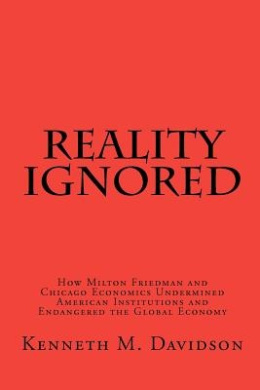 REALITY
IGNORED
How Milton Friedman and
Chicago Economics Undermined
American Institutions and
Endangered the Global Economy
Kenneth M. Davidson